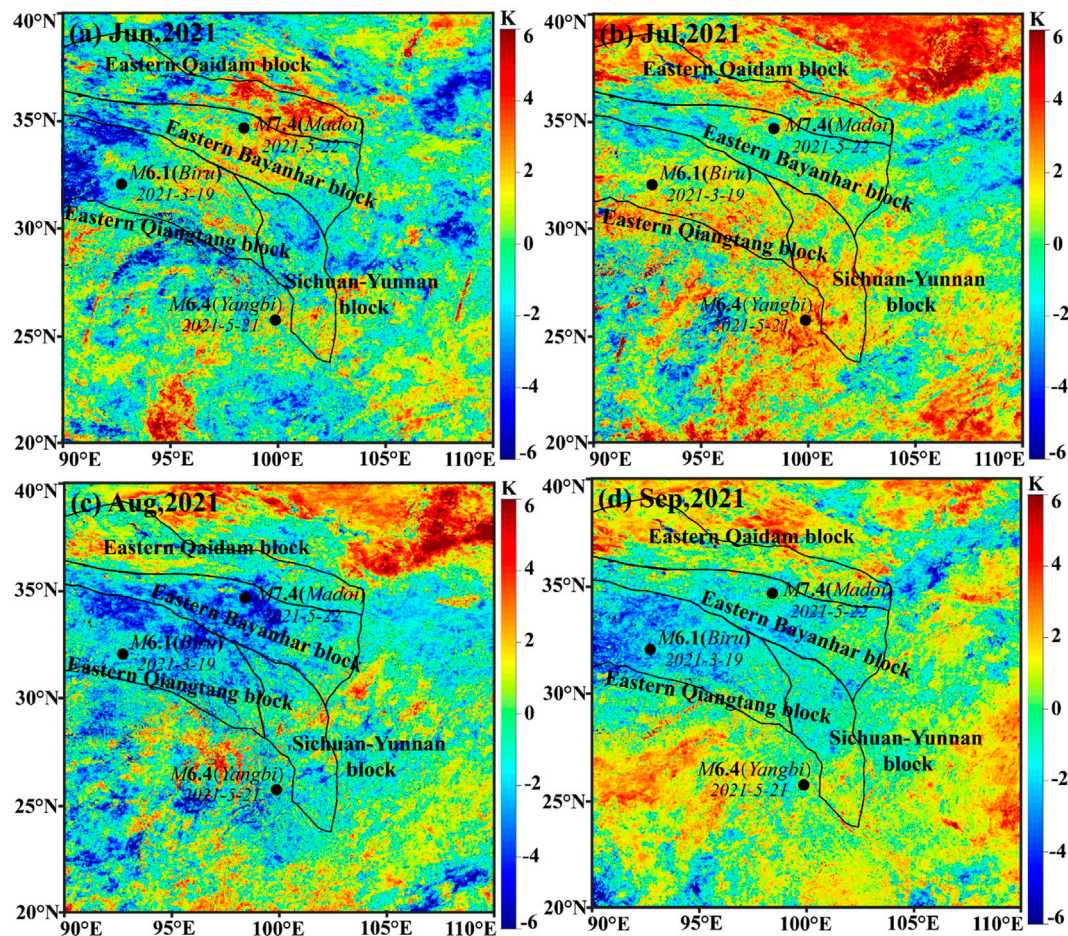 40°N
(a) Jun,2021
K
6
Eastern Qaidam block
4
35°N
M7.4(Madoi)
2021-5-22
Eastern Bayanhar block
2
M6.1(Biru)
2021-3-19
30°N
0
Eastern Qiangtang block
Sichuan-Yunnan
block
-2
M6.4(Yangbi)
2021-5-21
25°N
-4
20°N
-6
90°E 95°E 100°E 105°E 110°E
40°N
(b) Jul,2021
K
6
Eastern Qaidam block
4
35°N
M7.4(Madoi)
2021-5-22
Eastern Bayanhar block
2
M6.1(Biru)
2021-3-19
30°N
0
Eastern Qiangtang block
Sichuan-Yunnan
block
-2
M6.4(Yangbi)
2021-5-21
25°N
-4
20°N
-6
90°E 95°E 100°E 105°E 110°E
40°N
(c) Aug,2021
K
6
Eastern Qaidam block
4
35°N
M7.4(Madoi)
2021-5-22
Eastern Bayanhar block
2
M6.1(Biru)
2021-3-19
30°N
0
Eastern Qiangtang block
Sichuan-Yunnan
block
-2
M6.4(Yangbi)
2021-5-21
25°N
-4
20°N
-6
90°E 95°E 100°E 105°E 110°E
40°N
(d) Sep,2021
K
6
Eastern Qaidam block
4
35°N
M7.4(Madoi)
2021-5-22
Eastern Bayanhar block
2
M6.1(Biru)
2021-3-19
30°N
0
Eastern Qiangtang block
Sichuan-Yunnan
block
-2
M6.4(Yangbi)
2021-5-21
25°N
-4
20°N
-6
90°E 95°E 100°E 105°E 110°E